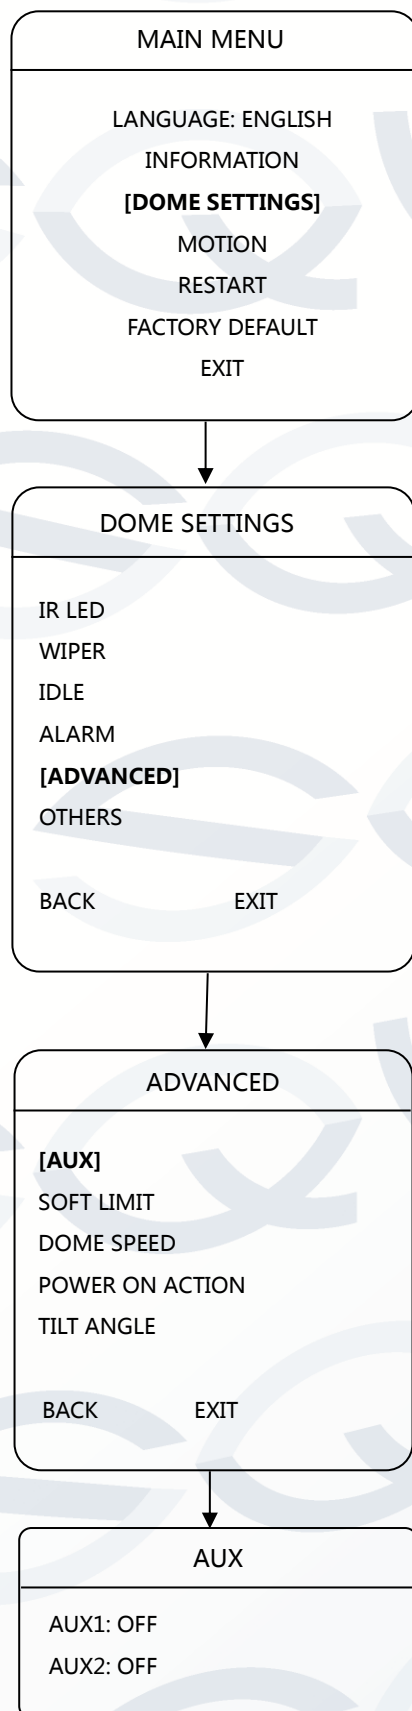 MAIN MENU
LANGUAGE: ENGLISH
INFORMATION
[DOME SETTINGS]
MOTION
RESTART
FACTORY DEFAULT
EXIT
DOME SETTINGS
IR LED
WIPER
IDLE
ALARM
[ADVANCED]
OTHERS
BACK EXIT
ADVANCED
[AUX]
SOFT LIMIT
DOME SPEED
POWER ON ACTION
TILT ANGLE
BACK EXIT
AUX
AUX1: OFF
AUX2: OFF